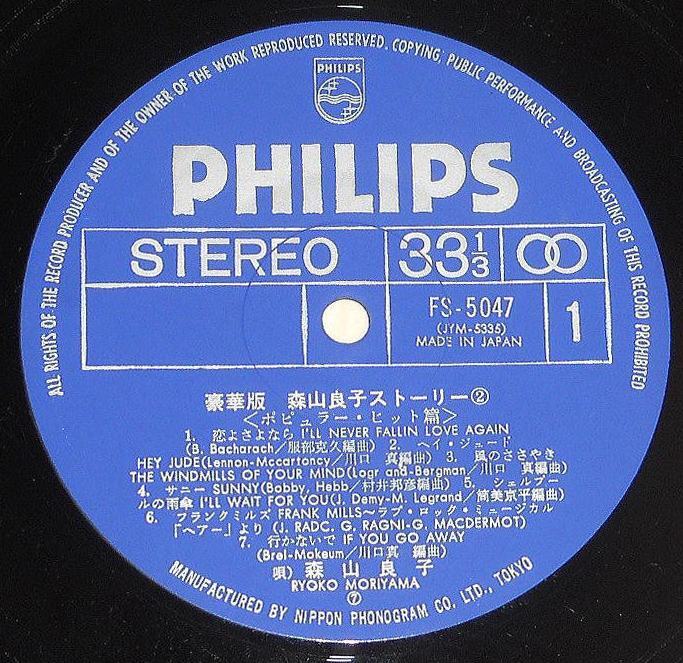 ALL RIGHTS OF THE RECORD PRODUCER AND OF THE OWNER OF THE WORK REPRODUCED RESERVED. COPYING, PUBLIC PERFORMANCE AND BROADCASTING OF THIS RECORD PROHIBITED
PHILIPS
PHILIPS
STEREO 33 1/3
FS-5047
(JYM-5335)
MADE IN JAPAN
1
豪華版 森山良子ストーリー②
<ポピュラー・ヒット篇>
1. 恋よさよなら I'LL NEVER FALLIN LOVE AGAIN
(B. Bacharach/服部克久編曲) 2. ヘイ・ジュード
HEY JUDE(Lennon-Mccartoncy/川口 真編曲) 3. 風のささやき
THE WINDMILLS OF YOUR MIND(Logr and-Bergman/川口 真編曲)
4. サニー SUNNY(Bobby, Hebb/村井邦彦編曲) 5. シェルブー
ルの雨傘 I'LL WAIT FOR YOU(J. Demy-M. Legrand/筒美京平編曲)
6. フランクミルズ FRANK MILLS～ラブ・ロック・ミュージカル
「ヘアー」より (J. RADC. G. RAGNI-G. MACDERMOT)
7. 行かないで IF YOU GO AWAY
(Brel-Mokeum/川口真 編曲)
唄) 森山良子
RYOKO MORIYAMA
⑦
MANUFACTURED BY NIPPON PHONOGRAM CO. LTD., TOKYO